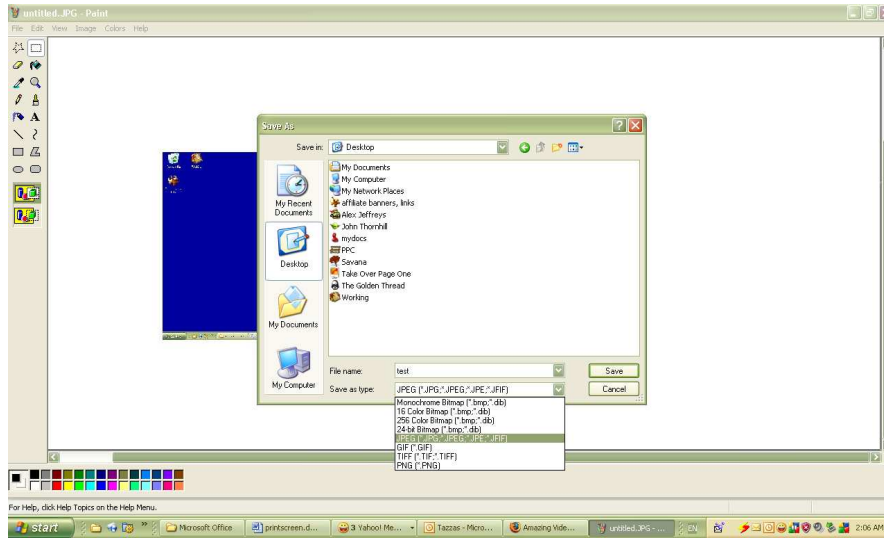 untitled.JPG - Paint
File Edit View Image Colors Help
Save As
Save in: Desktop
My Recent Documents
Desktop
My Documents
My Computer
My Documents
My Computer
My Network Places
affiliate banners, links
Alex Jeffreys
John Thornhill
mydocs
PPC
Savana
Take Over Page One
The Golden Thread
Working
File name: test
Save
Save as type: JPEG (*.JPG;*.JPEG;*.JPE;*.JFIF)
Cancel
Monochrome Bitmap (*.bmp;*.dib)
16 Color Bitmap (*.bmp;*.dib)
256 Color Bitmap (*.bmp;*.dib)
24-bit Bitmap (*.bmp;*.dib)
JPEG (*.JPG;*.JPEG;*.JPE;*.JFIF)
GIF (*.GIF)
TIFF (*.TIF;*.TIFF)
PNG (*.PNG)
For Help, click Help Topics on the Help Menu.
start
Microsoft Office
printscreen.d...
3 Yahoo! Me...
Tazzas - Micro...
Amazing Vide...
untitled.JPG - ...
EN
2:06 AM